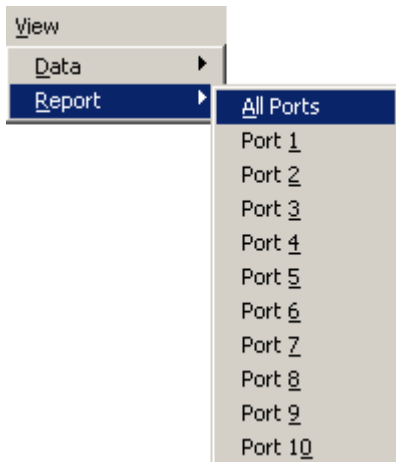 View
Data
Report
All Ports
Port 1
Port 2
Port 3
Port 4
Port 5
Port 6
Port 7
Port 8
Port 9
Port 10